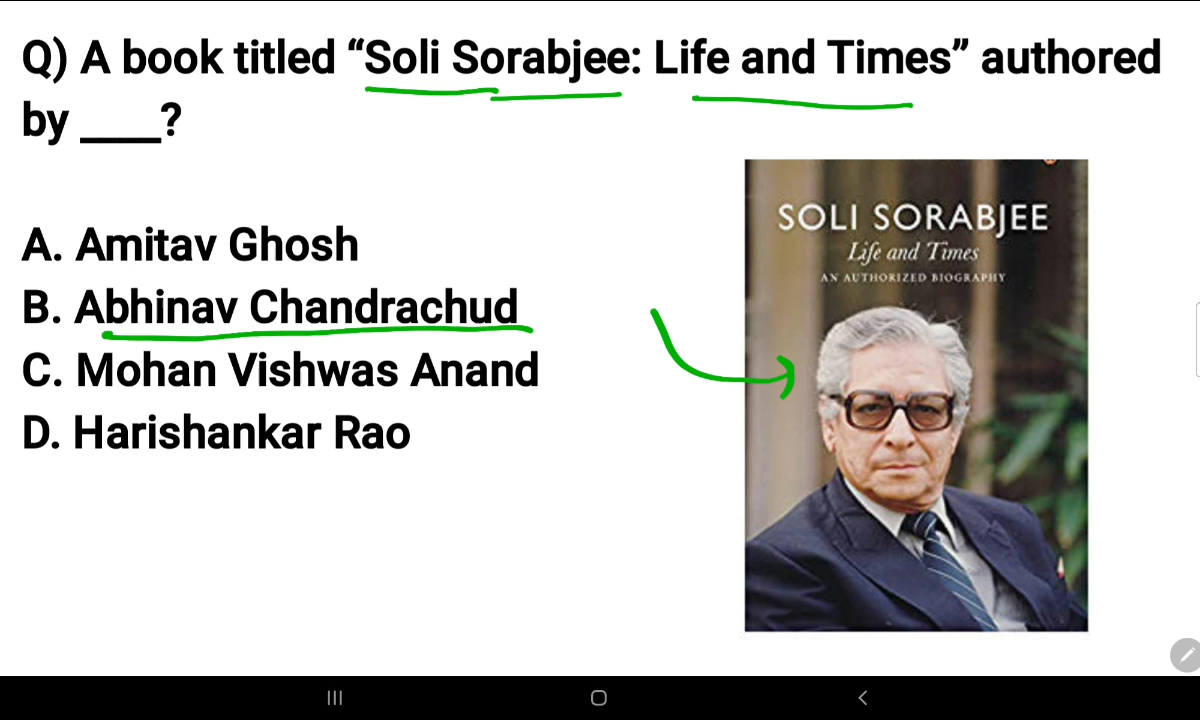 Q) A book titled “Soli Sorabjee: Life and Times” authored
by ____?
A. Amitav Ghosh
B. Abhinav Chandrachud
C. Mohan Vishwas Anand
D. Harishankar Rao
SOLI SORABJEE
Life and Times
AN AUTHORIZED BIOGRAPHY